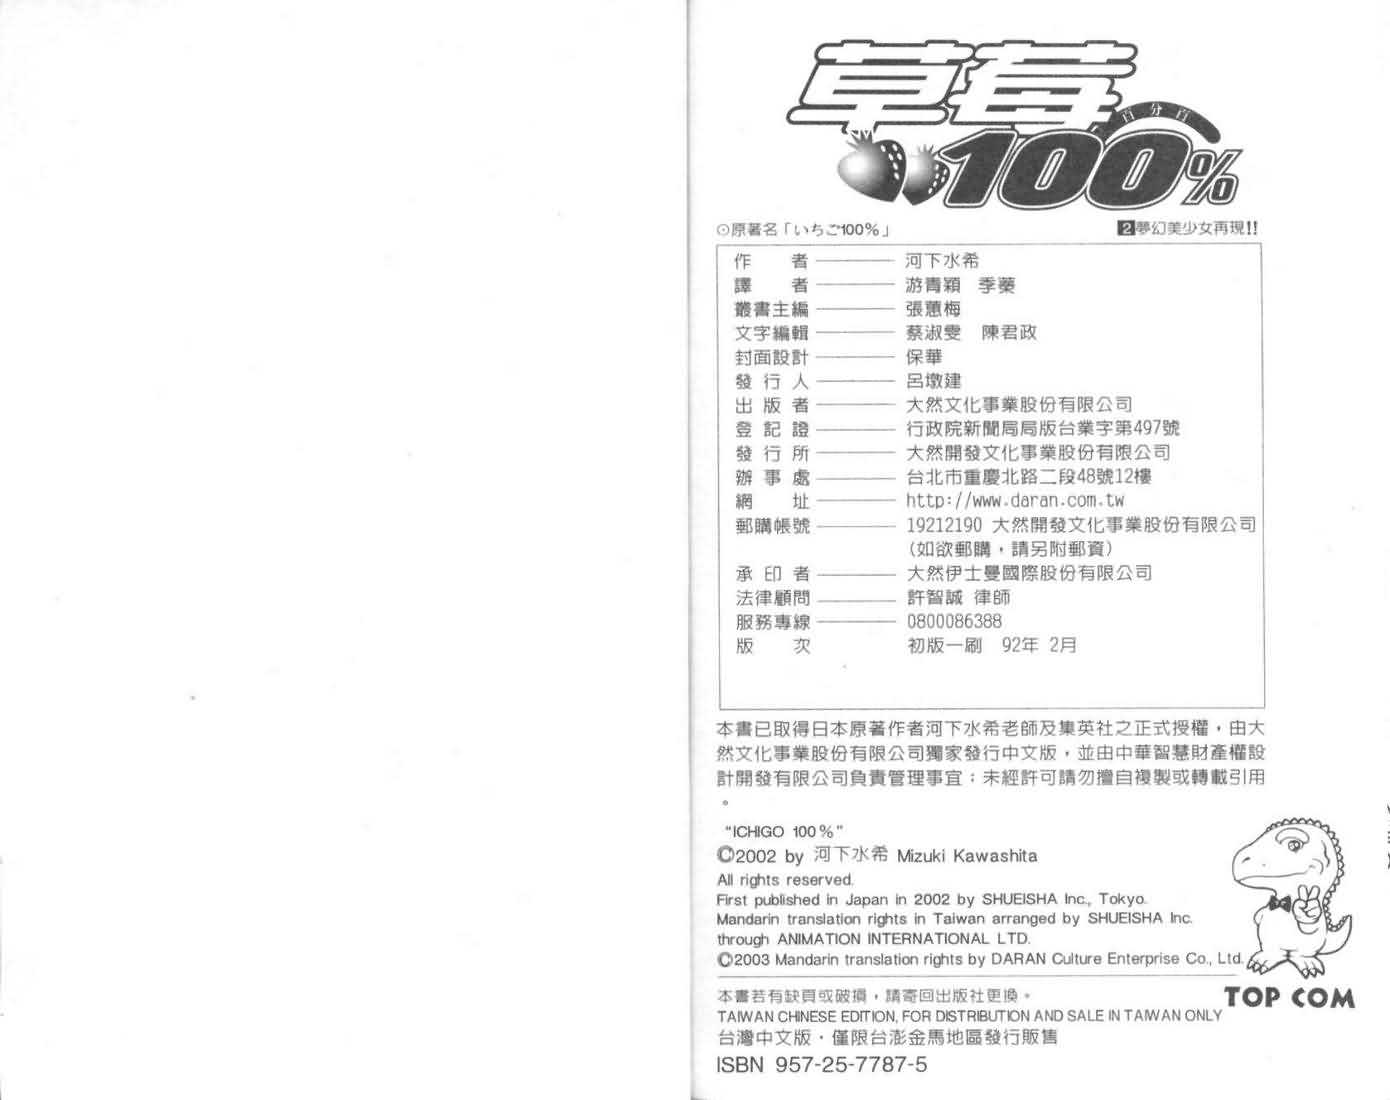 草莓
百分百
100%
⊙原著名「いちご100%」
2夢幻美少女再現!!
作者——河下水希
譯者——游青穎 季蕠
叢書主編——張蕙梅
文字編輯——蔡淑雯 陳君政
封面設計——保華
發行人——呂墩建
出版者——大然文化事業股份有限公司
登記證——行政院新聞局局版台業字第497號
發行所——大然開發文化事業股份有限公司
辦事處——台北市重慶北路二段48號12樓
網址——http://www.daran.com.tw
郵購帳號——19212190 大然開發文化事業股份有限公司
(如欲郵購,請另附郵資)
承印者——大然伊士曼國際股份有限公司
法律顧問——許智誠 律師
服務專線——0800086388
版次 初版一刷 92年 2月
本書已取得日本原著作者河下水希老師及集英社之正式授權,由大
然文化事業股份有限公司獨家發行中文版,並由中華智慧財產權設
計開發有限公司負責管理事宜;未經許可請勿擅自複製或轉載引用
。
“ICHIGO 100%”
©2002 by 河下水希 Mizuki Kawashita
All rights reserved.
First published in Japan in 2002 by SHUEISHA Inc., Tokyo.
Mandarin translation rights in Taiwan arranged by SHUEISHA Inc.
through ANIMATION INTERNATIONAL LTD.
©2003 Mandarin translation rights by DARAN Culture Enterprise Co., Ltd.
TOP COM
本書若有缺頁或破損,請寄回出版社更換。
TAIWAN CHINESE EDITION, FOR DISTRIBUTION AND SALE IN TAIWAN ONLY
台灣中文版・僅限台澎金馬地區發行販售
ISBN 957-25-7787-5